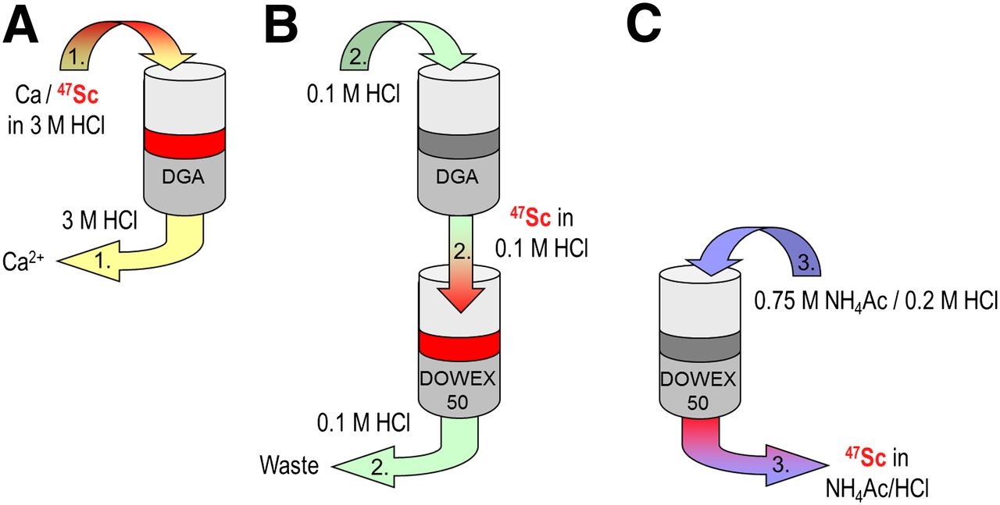 A
1.
Ca / ⁴⁷Sc
in 3 M HCl
DGA
3 M HCl
Ca²⁺
1.
B
2.
0.1 M HCl
DGA
⁴⁷Sc in
0.1 M HCl
2.
DOWEX
50
0.1 M HCl
Waste
2.
C
3.
0.75 M NH₄Ac / 0.2 M HCl
DOWEX
50
3.
⁴⁷Sc in
NH₄Ac/HCl